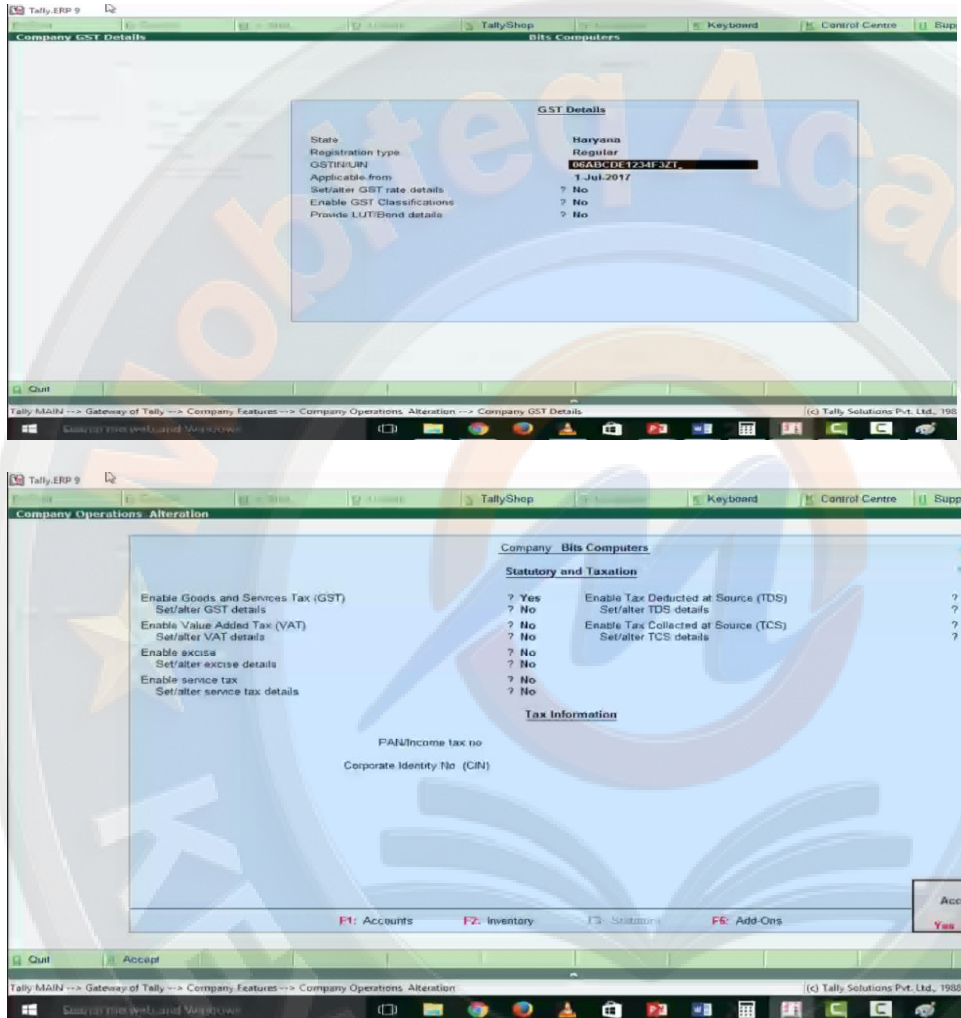 Tally.ERP 9
TallyShop Keyboard Control Centre Sup
Company GST Details Bits Computers
GST Details
State Haryana
Registration type Regular
GSTIN/UIN 06ABCDE1234F3ZT
Applicable from 1-Jul-2017
Set/alter GST rate details ? No
Enable GST Classifications ? No
Provide LUT/Bond details ? No
Quit
Tally MAIN --> Gateway of Tally --> Company Features --> Company Operations Alteration --> Company GST Details (c) Tally Solutions Pvt. Ltd., 198
Tally.ERP 9
TallyShop Keyboard Control Centre Supp
Company Operations Alteration
Company Bits Computers
Statutory and Taxation
Enable Goods and Services Tax (GST) ? Yes Enable Tax Deducted at Source (TDS) ?
Set/alter GST details ? No Set/alter TDS details ?
Enable Value Added Tax (VAT) ? No Enable Tax Collected at Source (TCS) ?
Set/alter VAT details ? No Set/alter TCS details ?
Enable excise ? No
Set/alter excise details ? No
Enable service tax ? No
Set/alter service tax details ? No
Tax Information
PAN/Income tax no
Corporate Identity No. (CIN)
Acc
Yes
F1: Accounts F2: Inventory F6: Add-Ons
Quit Accept
Tally MAIN --> Gateway of Tally --> Company Features --> Company Operations Alteration (c) Tally Solutions Pvt. Ltd., 1988